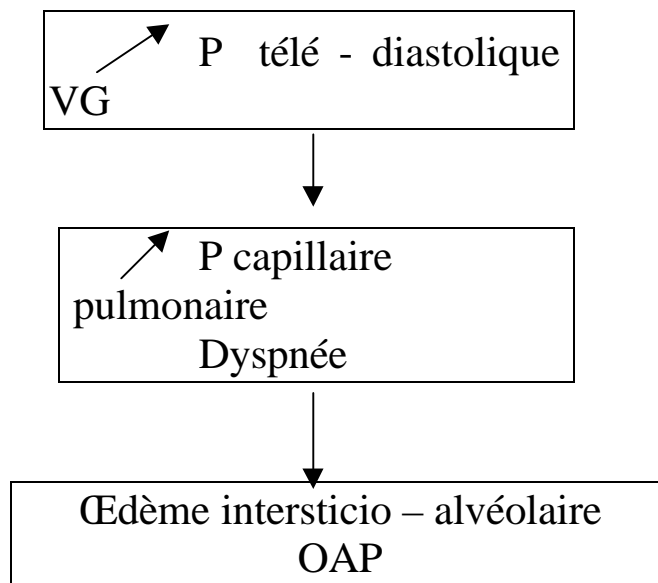 P télé - diastolique
VG
P capillaire
pulmonaire
Dyspnée
Œdème intersticio – alvéolaire
OAP